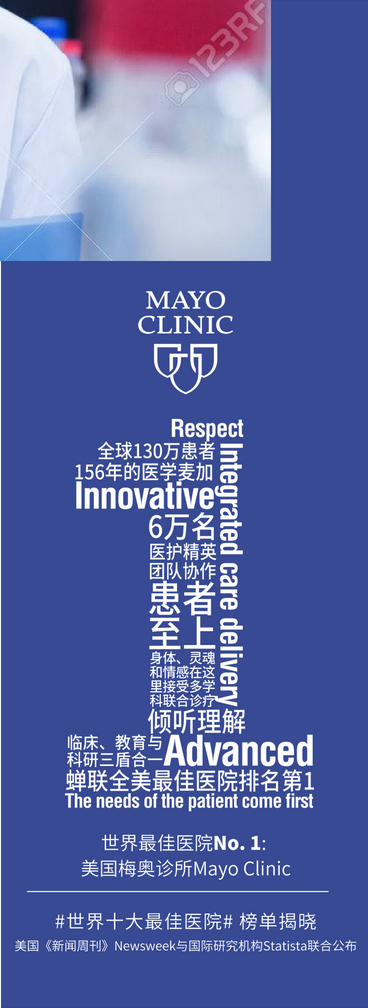 123RF
MAYO
CLINIC
Respect
全球130万患者
156年的医学麦加
Innovative
Integrated care delivery
6万名
医护精英
团队协作
患者
至上
身体、灵魂
和情感在这
里接受多学
科联合诊疗
倾听理解
临床、教育与
科研三盾合一
Advanced
蝉联全美最佳医院排名第1
The needs of the patient come first
世界最佳医院No. 1:
美国梅奥诊所Mayo Clinic
#世界十大最佳医院# 榜单揭晓
美国《新闻周刊》Newsweek与国际研究机构Statista联合公布